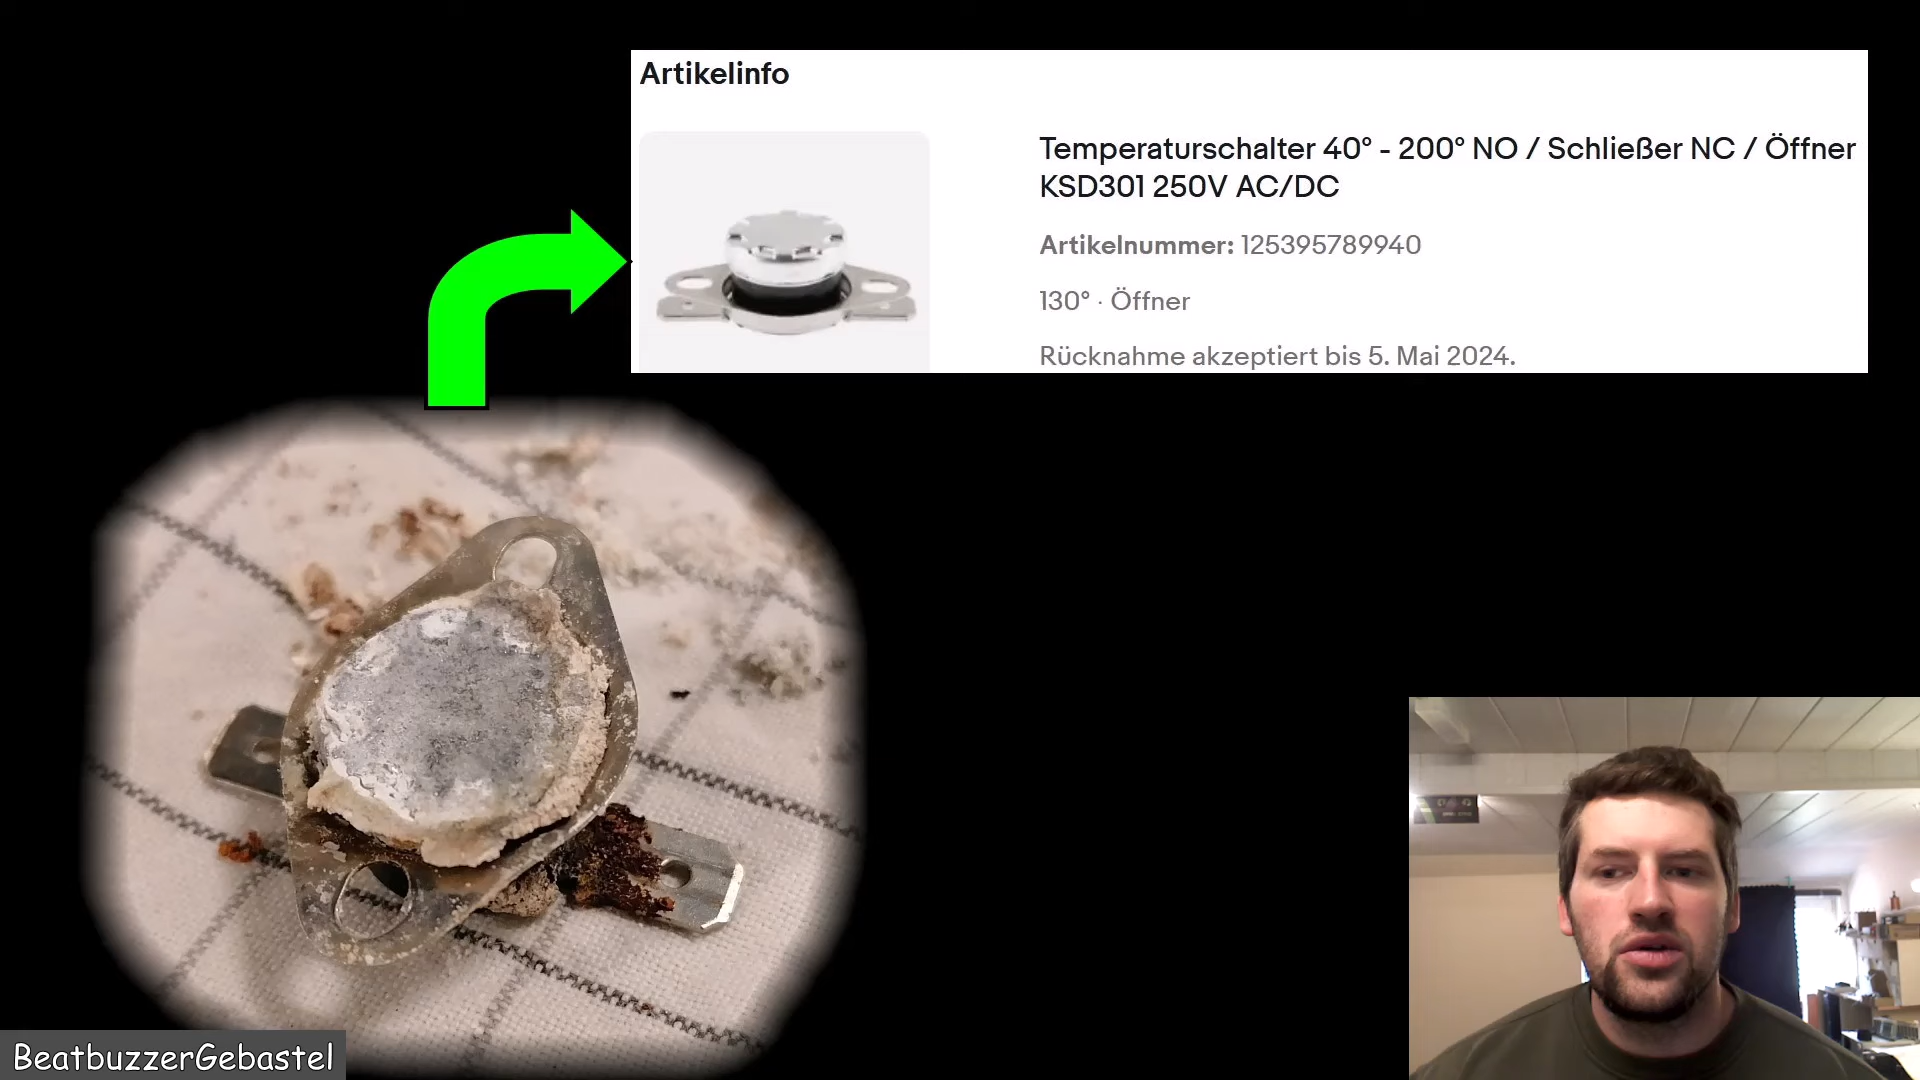 Artikelinfo
Temperaturschalter 40° - 200° NO / Schließer NC / Öffner
KSD301 250V AC/DC
Artikelnummer: 125395789940
130° · Öffner
Rücknahme akzeptiert bis 5. Mai 2024.
BeatbuzzerGebastel